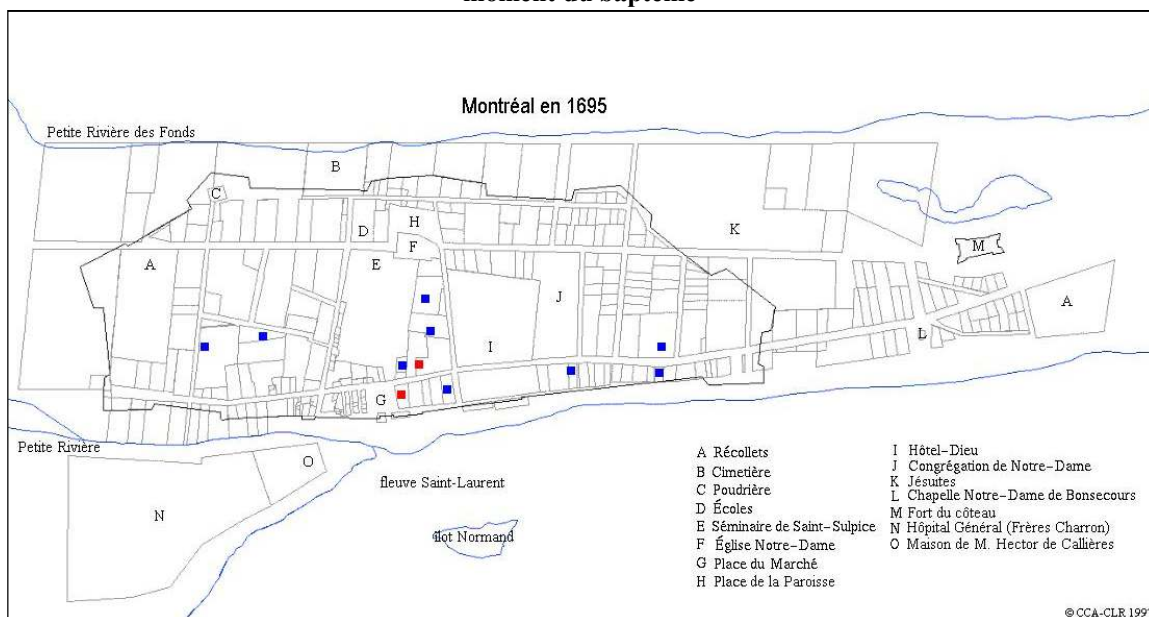 moment du baptême
Montréal en 1695
Petite Rivière des Fonds
B
C
H
D
F
K
A
E
M
J
A
L
I
G
Petite Rivière
O
fleuve Saint-Laurent
N
îlot Normand
A Récollets
B Cimetière
C Poudrière
D Écoles
E Séminaire de Saint-Sulpice
F Église Notre-Dame
G Place du Marché
H Place de la Paroisse
I Hôtel-Dieu
J Congrégation de Notre-Dame
K Jésuites
L Chapelle Notre-Dame de Bonsecours
M Fort du côteau
N Hôpital Général (Frères Charron)
O Maison de M. Hector de Callières
© CCA-CLR 1997